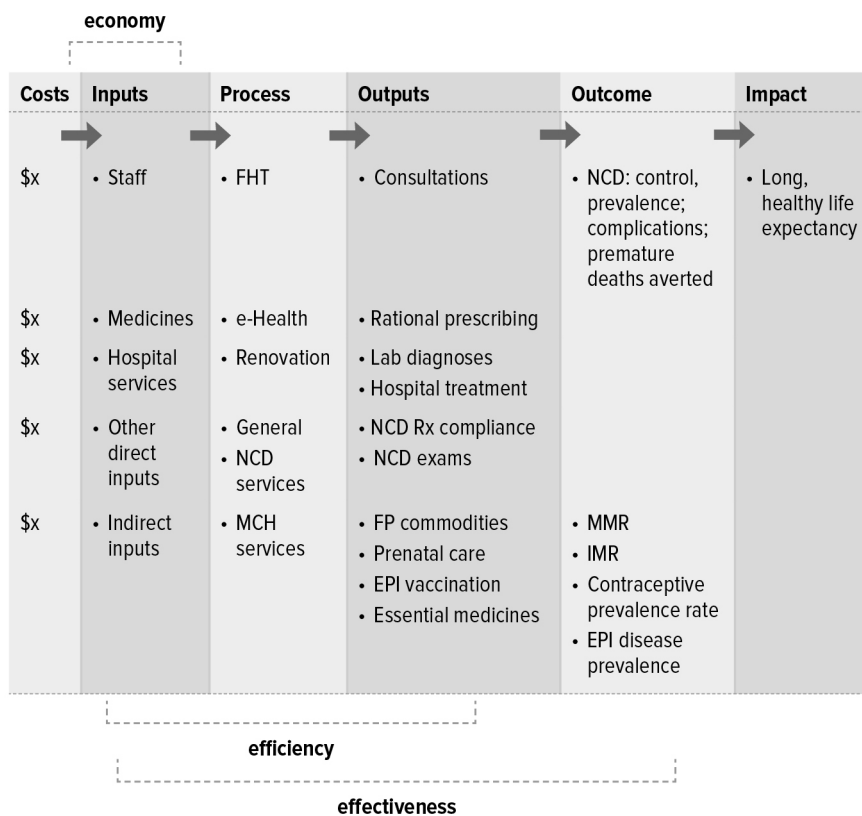 economy
Costs Inputs Process Outputs Outcome Impact
$x • Staff • FHT • Consultations • NCD: control, • Long,
prevalence; healthy life
complications; expectancy
premature
deaths averted
$x • Medicines • e-Health • Rational prescribing
$x • Hospital • Renovation • Lab diagnoses
services • Hospital treatment
$x • Other • General • NCD Rx compliance
direct • NCD • NCD exams
inputs services
$x • Indirect • MCH • FP commodities • MMR
inputs services • Prenatal care • IMR
• EPI vaccination • Contraceptive
• Essential medicines prevalence rate
• EPI disease
prevalence
efficiency
effectiveness